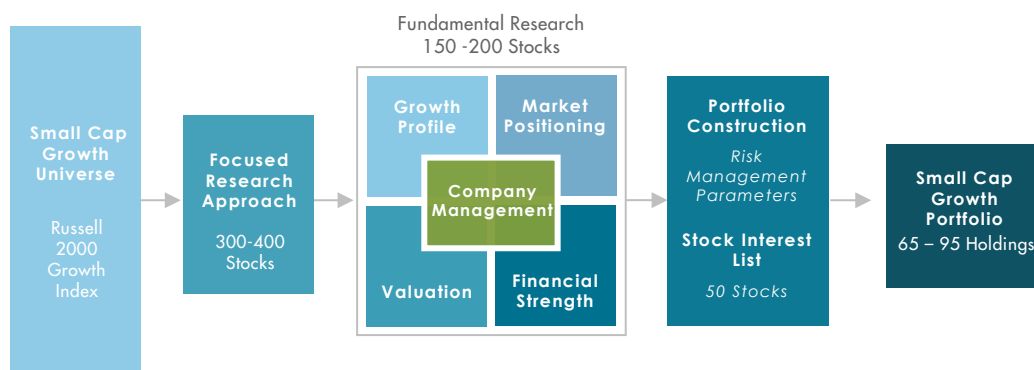 Fundamental Research
150 -200 Stocks
Small Cap
Growth
Universe
Russell
2000
Growth
Index
Focused
Research
Approach
300-400
Stocks
Growth
Profile
Market
Positioning
Company
Management
Valuation
Financial
Strength
Portfolio
Construction
Risk
Management
Parameters
Stock Interest
List
50 Stocks
Small Cap
Growth
Portfolio
65 – 95 Holdings